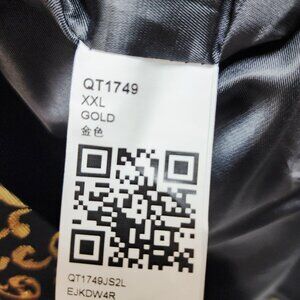 QT1749
XXL
GOLD
金色
QT1749JS2L
EJKDW4R